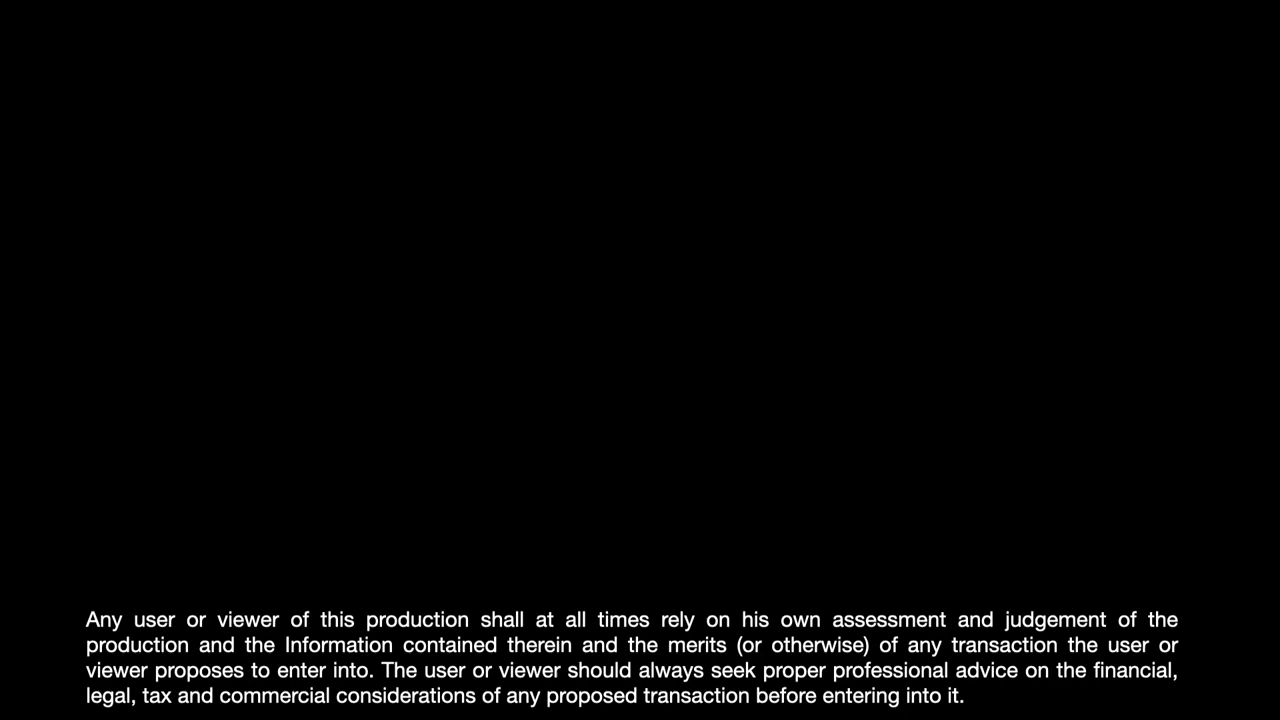 Any user or viewer of this production shall at all times rely on his own assessment and judgement of the
production and the Information contained therein and the merits (or otherwise) of any transaction the user or
viewer proposes to enter into. The user or viewer should always seek proper professional advice on the financial,
legal, tax and commercial considerations of any proposed transaction before entering into it.